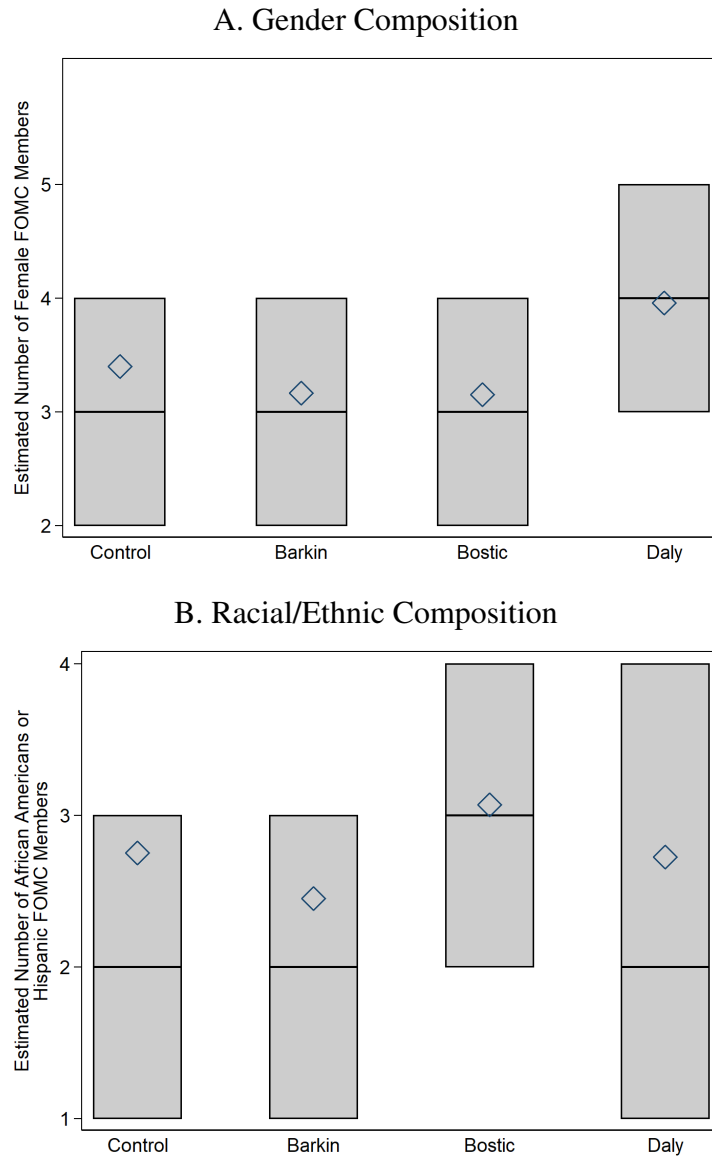 A. Gender Composition
Estimated Number of Female FOMC Members
5
4
3
2
Control Barkin Bostic Daly
B. Racial/Ethnic Composition
Estimated Number of African Americans or
Hispanic FOMC Members
4
3
2
1
Control Barkin Bostic Daly